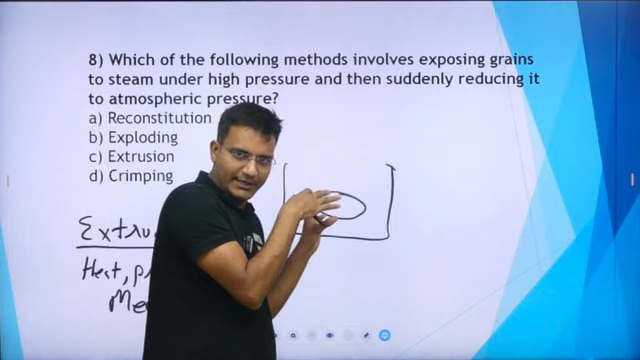 8) Which of the following methods involves exposing grains
to steam under high pressure and then suddenly reducing it
to atmospheric pressure?
a) Reconstitution
b) Exploding
c) Extrusion
d) Crimping
Heat,